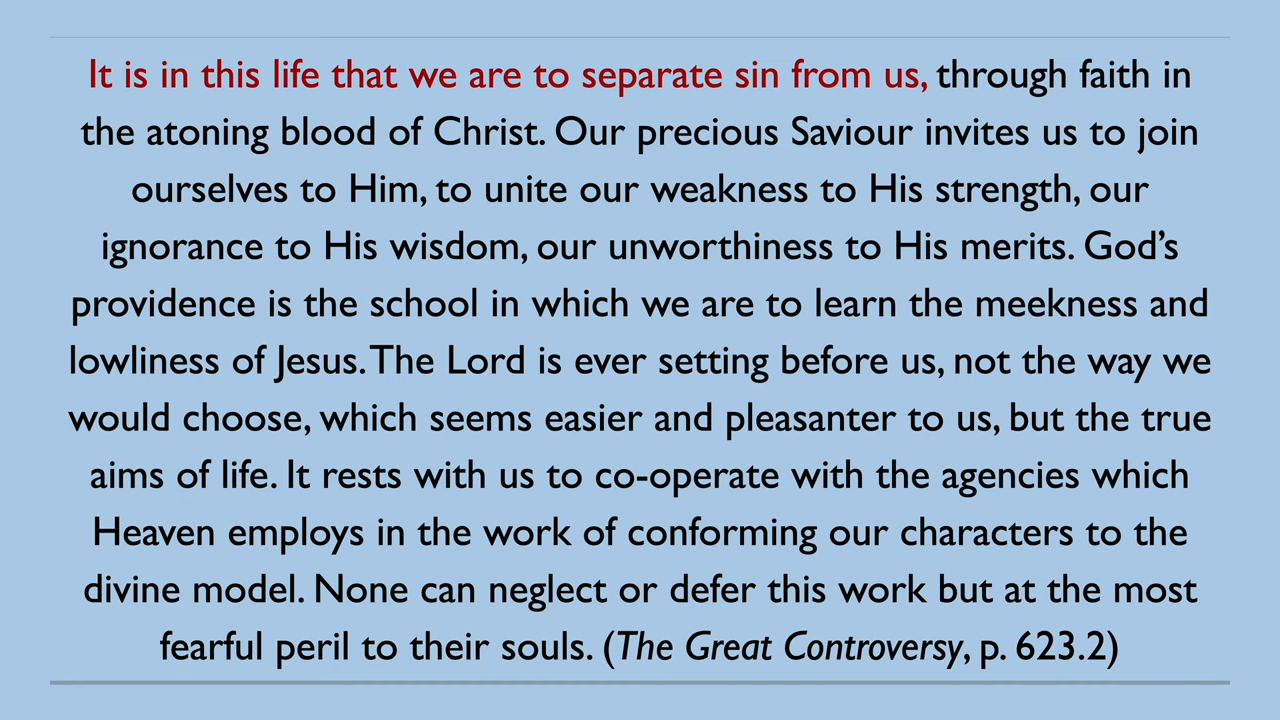 It is in this life that we are to separate sin from us, through faith in
the atoning blood of Christ. Our precious Saviour invites us to join
ourselves to Him, to unite our weakness to His strength, our
ignorance to His wisdom, our unworthiness to His merits. God’s
providence is the school in which we are to learn the meekness and
lowliness of Jesus. The Lord is ever setting before us, not the way we
would choose, which seems easier and pleasanter to us, but the true
aims of life. It rests with us to co-operate with the agencies which
Heaven employs in the work of conforming our characters to the
divine model. None can neglect or defer this work but at the most
fearful peril to their souls. (The Great Controversy, p. 623.2)